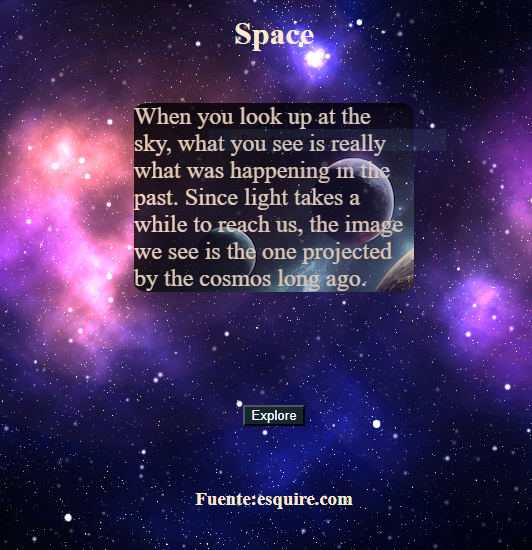 Space
When you look up at the
sky, what you see is really
what was happening in the
past. Since light takes a
while to reach us, the image
we see is the one projected
by the cosmos long ago.
Explore
Fuente:esquire.com